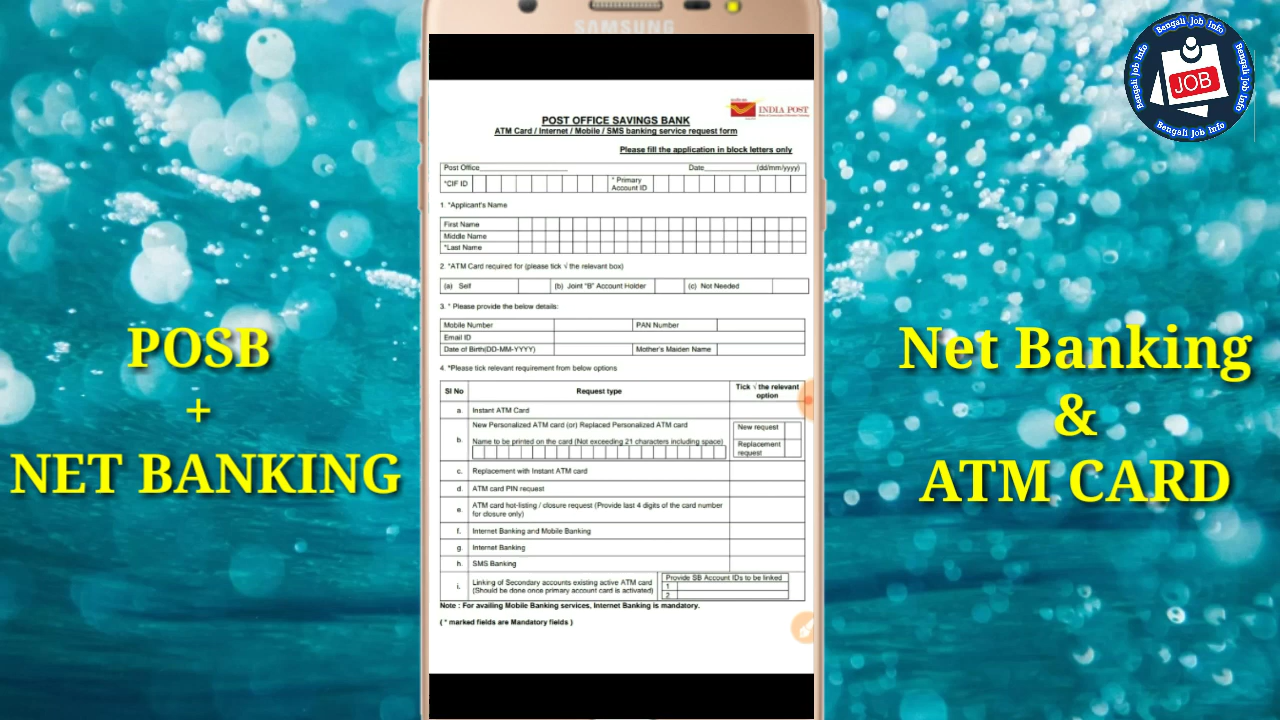 SAMSUNG
Bengali Job Info
Bengali Job Info
Bengali Job Info
Bengali Job Info
JOB
INDIA POST
POST OFFICE SAVINGS BANK
ATM Card / Internet / Mobile / SMS banking service request form
Please fill the application in block letters only
Post Office____________________ Date____________(dd/mm/yyyy)
*CIF ID * Primary Account ID
1. *Applicant's Name
First Name
Middle Name
*Last Name
2. *ATM Card required for (please tick √ the relevant box)
(a) Self (b) Joint "B" Account Holder (c) Not Needed
3. * Please provide the below details:
Mobile Number PAN Number
Email ID
Date of Birth(DD-MM-YYYY) Mother's Maiden Name
4. *Please tick relevant requirement from below options
Sl No Request type Tick √ the relevant option
a. Instant ATM Card
b. New Personalized ATM card (or) Replaced Personalized ATM card
Name to be printed on the card (Not exceeding 21 characters including space)
New request
Replacement request
c. Replacement with Instant ATM card
d. ATM card PIN request
e. ATM card hot-listing / closure request (Provide last 4 digits of the card number
for closure only)
f. Internet Banking and Mobile Banking
g. Internet Banking
h. SMS Banking
i. Linking of Secondary accounts existing active ATM card
(Should be done once primary account card is activated)
Provide SB Account IDs to be linked
1
2
Note : For availing Mobile Banking services, Internet Banking is mandatory.
( * marked fields are Mandatory fields )
POSB
+
NET BANKING
Net Banking
&
ATM CARD